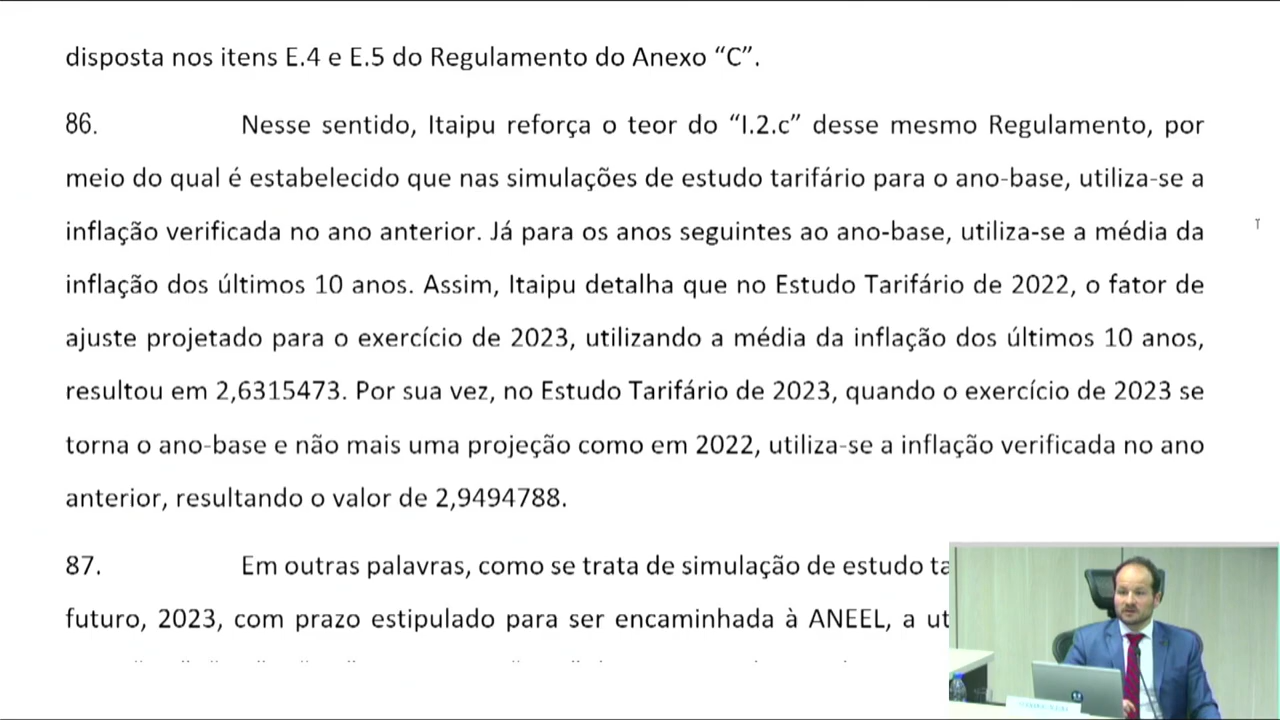 disposta nos itens E.4 e E.5 do Regulamento do Anexo “C”.
86. Nesse sentido, Itaipu reforça o teor do “I.2.c” desse mesmo Regulamento, por
meio do qual é estabelecido que nas simulações de estudo tarifário para o ano-base, utiliza-se a
inflação verificada no ano anterior. Já para os anos seguintes ao ano-base, utiliza-se a média da
inflação dos últimos 10 anos. Assim, Itaipu detalha que no Estudo Tarifário de 2022, o fator de
ajuste projetado para o exercício de 2023, utilizando a média da inflação dos últimos 10 anos,
resultou em 2,6315473. Por sua vez, no Estudo Tarifário de 2023, quando o exercício de 2023 se
torna o ano-base e não mais uma projeção como em 2022, utiliza-se a inflação verificada no ano
anterior, resultando o valor de 2,9494788.
87. Em outras palavras, como se trata de simulação de estudo ta
futuro, 2023, com prazo estipulado para ser encaminhada à ANEEL, a ut